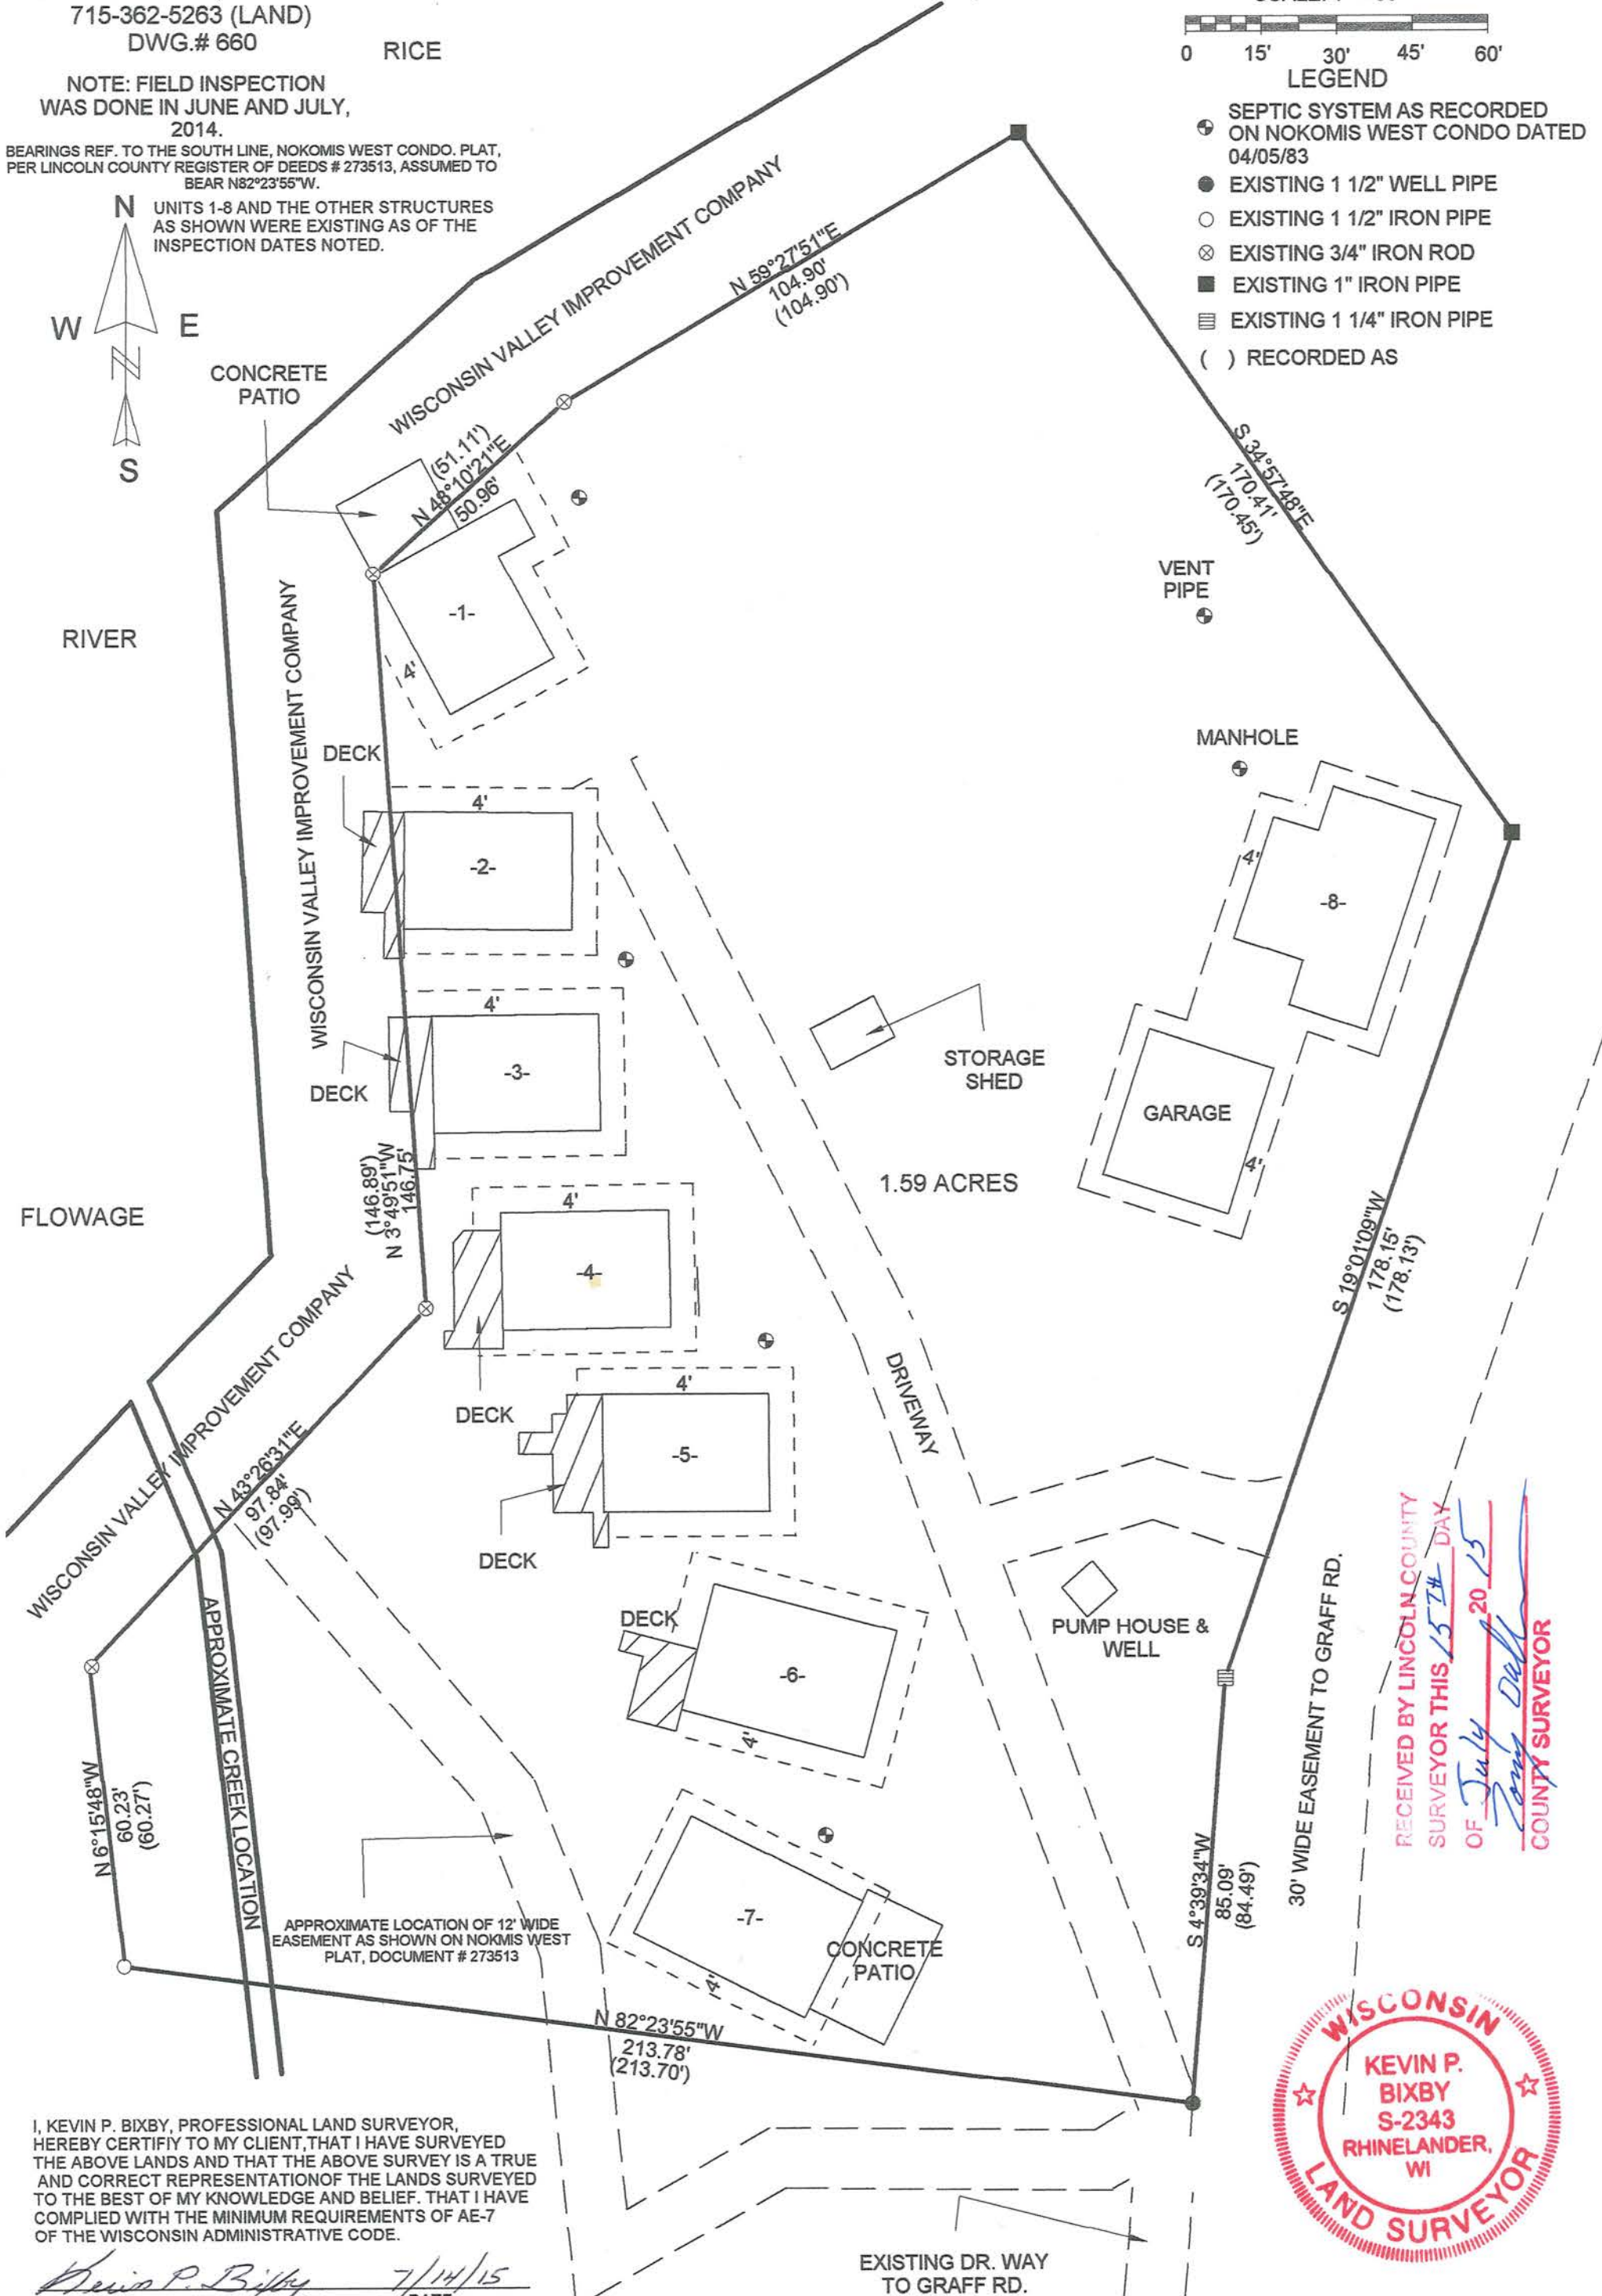 715-362-5263 (LAND)
DWG.# 660
RICE
NOTE: FIELD INSPECTION
WAS DONE IN JUNE AND JULY,
2014.
BEARINGS REF. TO THE SOUTH LINE, NOKOMIS WEST CONDO. PLAT,
PER LINCOLN COUNTY REGISTER OF DEEDS # 273513, ASSUMED TO
BEAR N82°23'55"W.
UNITS 1-8 AND THE OTHER STRUCTURES
AS SHOWN WERE EXISTING AS OF THE
INSPECTION DATES NOTED.
N
W E
N
S
0 15' 30' 45' 60'
LEGEND
SEPTIC SYSTEM AS RECORDED
ON NOKOMIS WEST CONDO DATED
04/05/83
EXISTING 1 1/2" WELL PIPE
EXISTING 1 1/2" IRON PIPE
EXISTING 3/4" IRON ROD
EXISTING 1" IRON PIPE
EXISTING 1 1/4" IRON PIPE
( ) RECORDED AS
WISCONSIN VALLEY IMPROVEMENT COMPANY
N 59°27'51"E
104.90'
(104.90')
CONCRETE
PATIO
(51.11')
N 48°10'21"E
50.96'
S 34°57'48"E
170.41'
(170.45')
VENT
PIPE
-1-
4'
RIVER
WISCONSIN VALLEY IMPROVEMENT COMPANY
DECK
MANHOLE
4'
-2-
4'
-8-
4'
-3-
DECK
STORAGE
SHED
GARAGE
4'
(146.89')
N 3°49'51"W
146.75'
1.59 ACRES
FLOWAGE
4'
-4-
DECK
S 19°01'09"W
178.15'
(178.13')
WISCONSIN VALLEY IMPROVEMENT COMPANY
4'
-5-
DECK
DRIVEWAY
N 43°26'31"E
97.84'
(97.99')
DECK
-6-
4'
PUMP HOUSE &
WELL
30' WIDE EASEMENT TO GRAFF RD.
RECEIVED BY LINCOLN COUNTY
SURVEYOR THIS 15TH DAY
OF July 20 15
COUNTY SURVEYOR
APPROXIMATE CREEK LOCATION
N 6°15'48"W
60.23'
(60.27')
S 4°39'34"W
85.09'
(84.49')
APPROXIMATE LOCATION OF 12' WIDE
EASEMENT AS SHOWN ON NOKMIS WEST
PLAT, DOCUMENT # 273513
-7-
4'
CONCRETE
PATIO
N 82°23'55"W
213.78'
(213.70')
WISCONSIN
KEVIN P.
BIXBY
S-2343
RHINELANDER,
WI
LAND SURVEYOR
I, KEVIN P. BIXBY, PROFESSIONAL LAND SURVEYOR,
HEREBY CERTIFIY TO MY CLIENT,THAT I HAVE SURVEYED
THE ABOVE LANDS AND THAT THE ABOVE SURVEY IS A TRUE
AND CORRECT REPRESENTATIONOF THE LANDS SURVEYED
TO THE BEST OF MY KNOWLEDGE AND BELIEF. THAT I HAVE
COMPLIED WITH THE MINIMUM REQUIREMENTS OF AE-7
OF THE WISCONSIN ADMINISTRATIVE CODE.
Kevin P. Bixby 7/14/15
EXISTING DR. WAY
TO GRAFF RD.